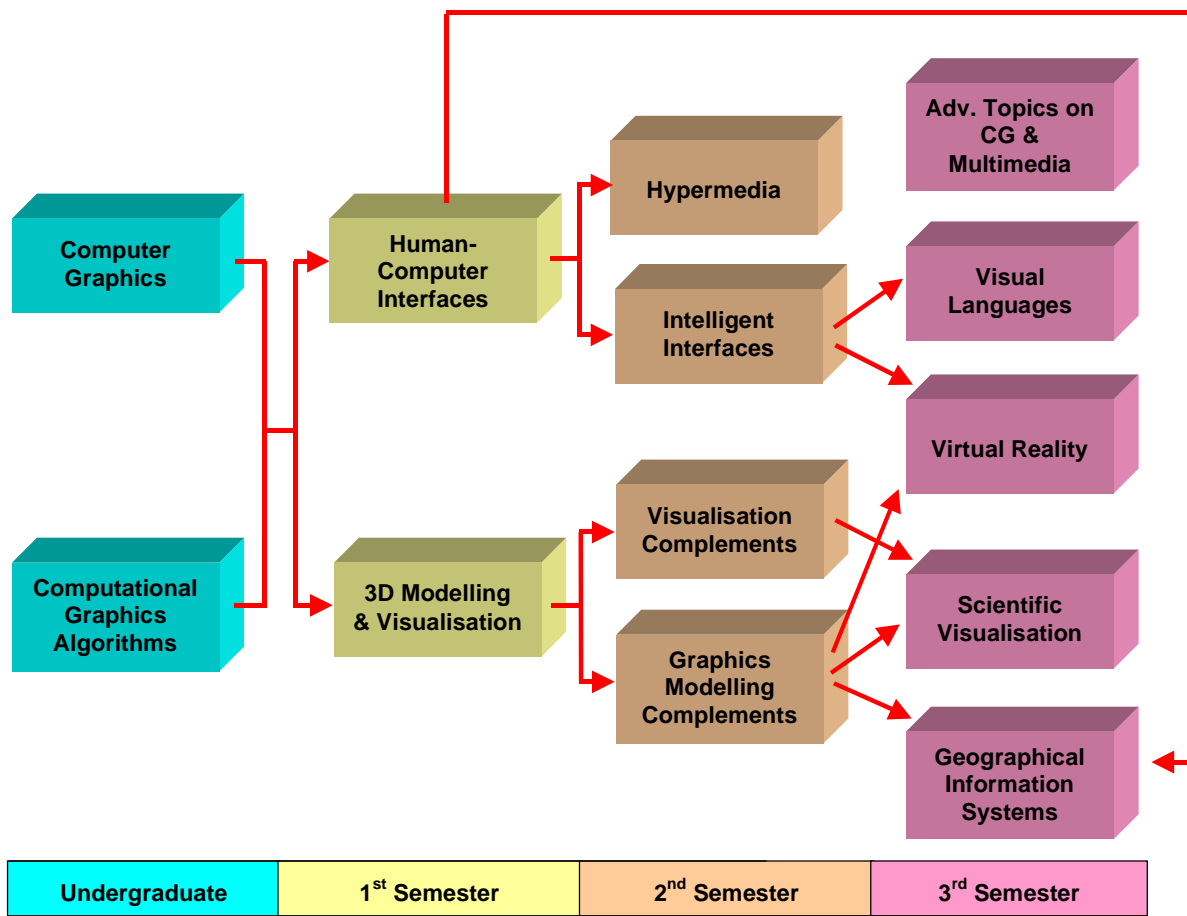 Computer
Graphics
Computational
Graphics
Algorithms
Human-
Computer
Interfaces
3D Modelling
& Visualisation
Hypermedia
Intelligent
Interfaces
Visualisation
Complements
Graphics
Modelling
Complements
Adv. Topics on
CG &
Multimedia
Visual
Languages
Virtual Reality
Scientific
Visualisation
Geographical
Information
Systems
Undergraduate
1st Semester
2nd Semester
3rd Semester